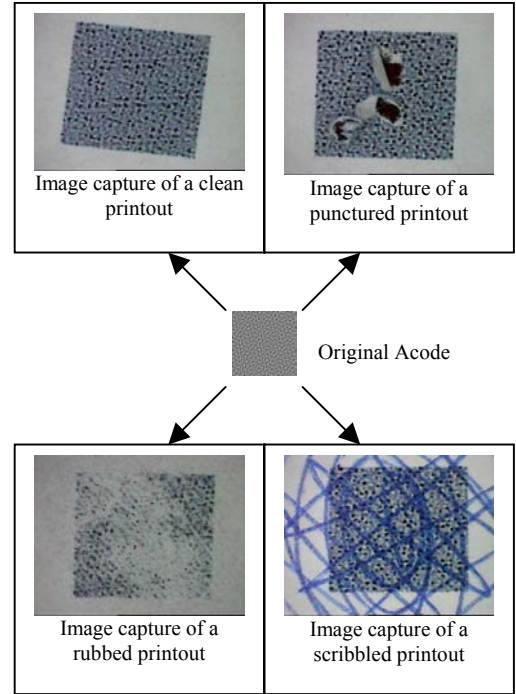 Image capture of a clean
printout
Image capture of a
punctured printout
Original Acode
Image capture of a
rubbed printout
Image capture of a
scribbled printout